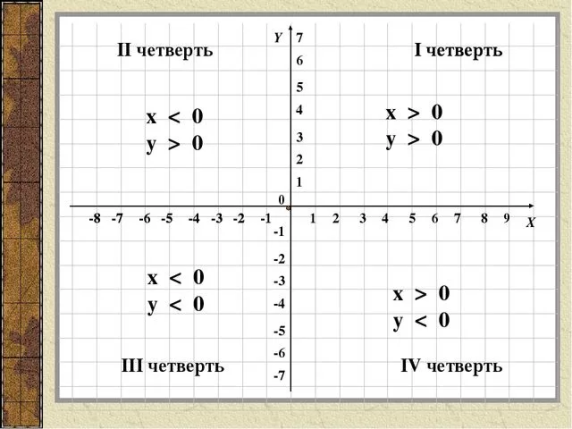 Y 7
II четверть I четверть
6
5
x < 0 4 x > 0
y > 0 3 y > 0
2
1
0
-8 -7 -6 -5 -4 -3 -2 -1 1 2 3 4 5 6 7 8 9 X
-1
-2
x < 0 -3 x > 0
y < 0 -4 y < 0
-5
-6
III четверть IV четверть
-7